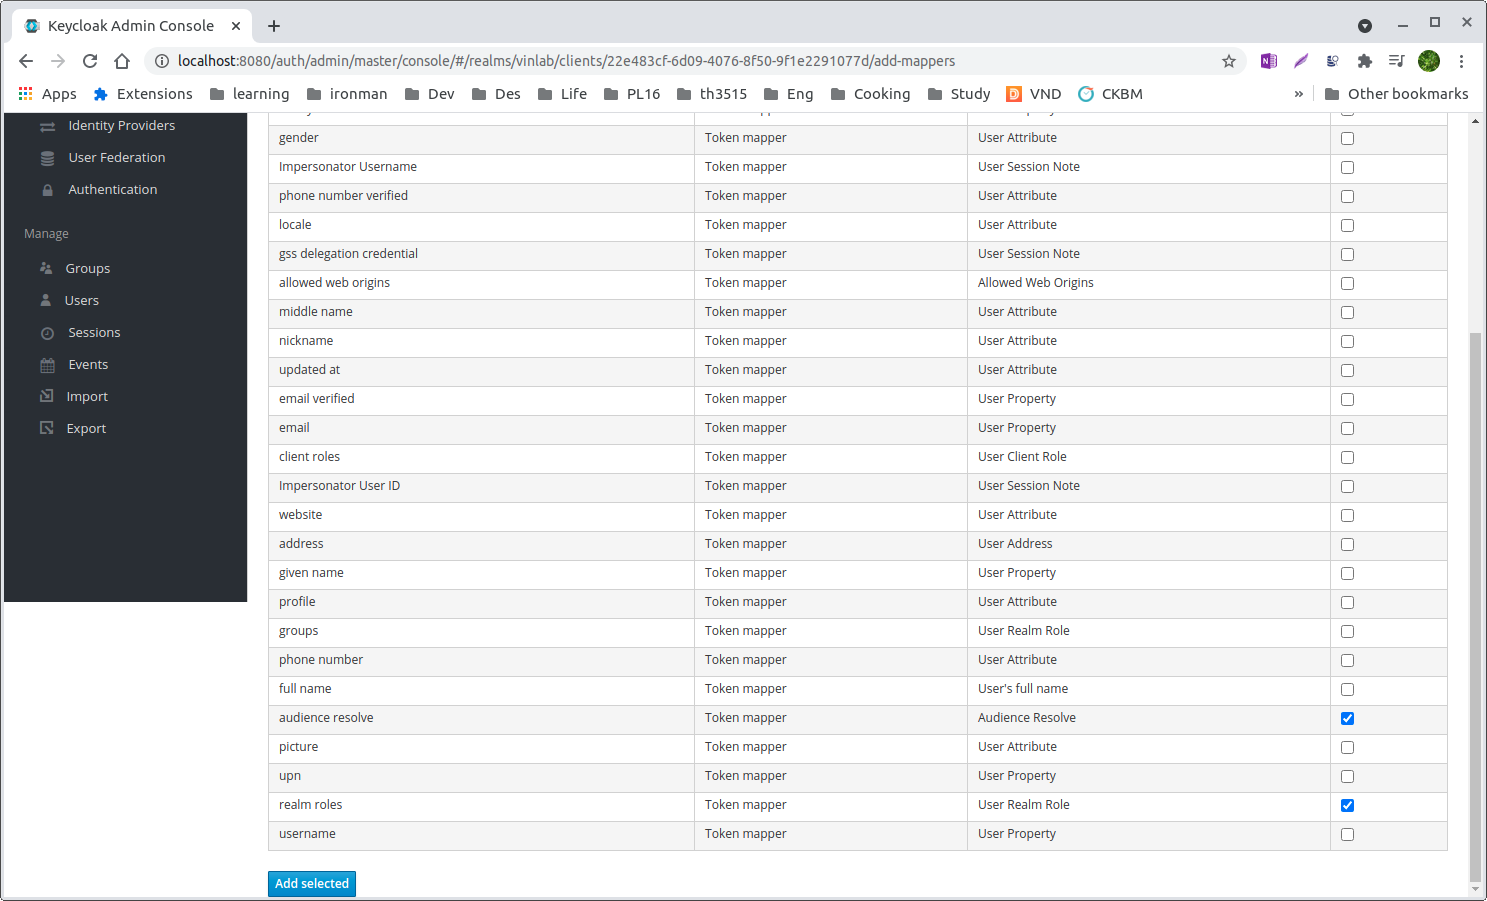 Keycloak Admin Console
localhost:8080/auth/admin/master/console/#/realms/vinlab/clients/22e483cf-6d09-4076-8f50-9f1e2291077d/add-mappers
Apps Extensions learning ironman Dev Des Life PL16 th3515 Eng Cooking Study VND CKBM » Other bookmarks
Identity Providers
User Federation
Authentication
Manage
Groups
Users
Sessions
Events
Import
Export
gender Token mapper User Attribute
Impersonator Username Token mapper User Session Note
phone number verified Token mapper User Attribute
locale Token mapper User Attribute
gss delegation credential Token mapper User Session Note
allowed web origins Token mapper Allowed Web Origins
middle name Token mapper User Attribute
nickname Token mapper User Attribute
updated at Token mapper User Attribute
email verified Token mapper User Property
email Token mapper User Property
client roles Token mapper User Client Role
Impersonator User ID Token mapper User Session Note
website Token mapper User Attribute
address Token mapper User Address
given name Token mapper User Property
profile Token mapper User Attribute
groups Token mapper User Realm Role
phone number Token mapper User Attribute
full name Token mapper User's full name
audience resolve Token mapper Audience Resolve
picture Token mapper User Attribute
upn Token mapper User Property
realm roles Token mapper User Realm Role
username Token mapper User Property
Add selected